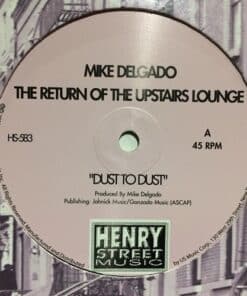 MIKE DELGADO
THE RETURN OF THE UPSTAIRS LOUNGE
HS-583
A
45 RPM
"DUST TO DUST"
Produced By Mike Delgado
Publishing: Johnick Music/Gonzado Music (ASCAP)
HENRY
STREET
MUSIC